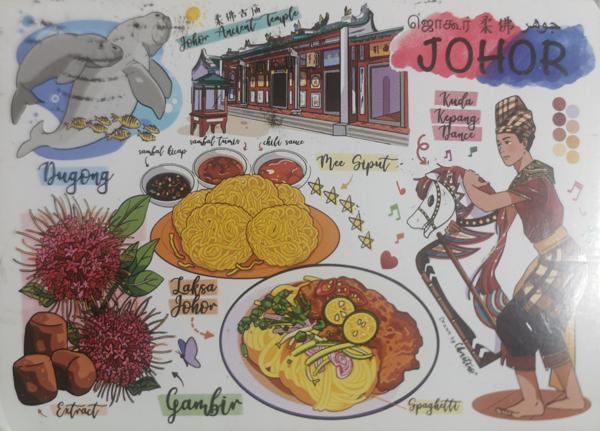 柔佛古庙
Johor Ancient Temple
ஜொகூர் 柔佛 جوهر
JOHOR
Kuda
Kepang
Dance
sambal kicap
sambal tumis
chili sauce
Mee Siput
Dugong
Laksa
Johor
Drawn by Christine
Extract
Gambir
Spaghetti